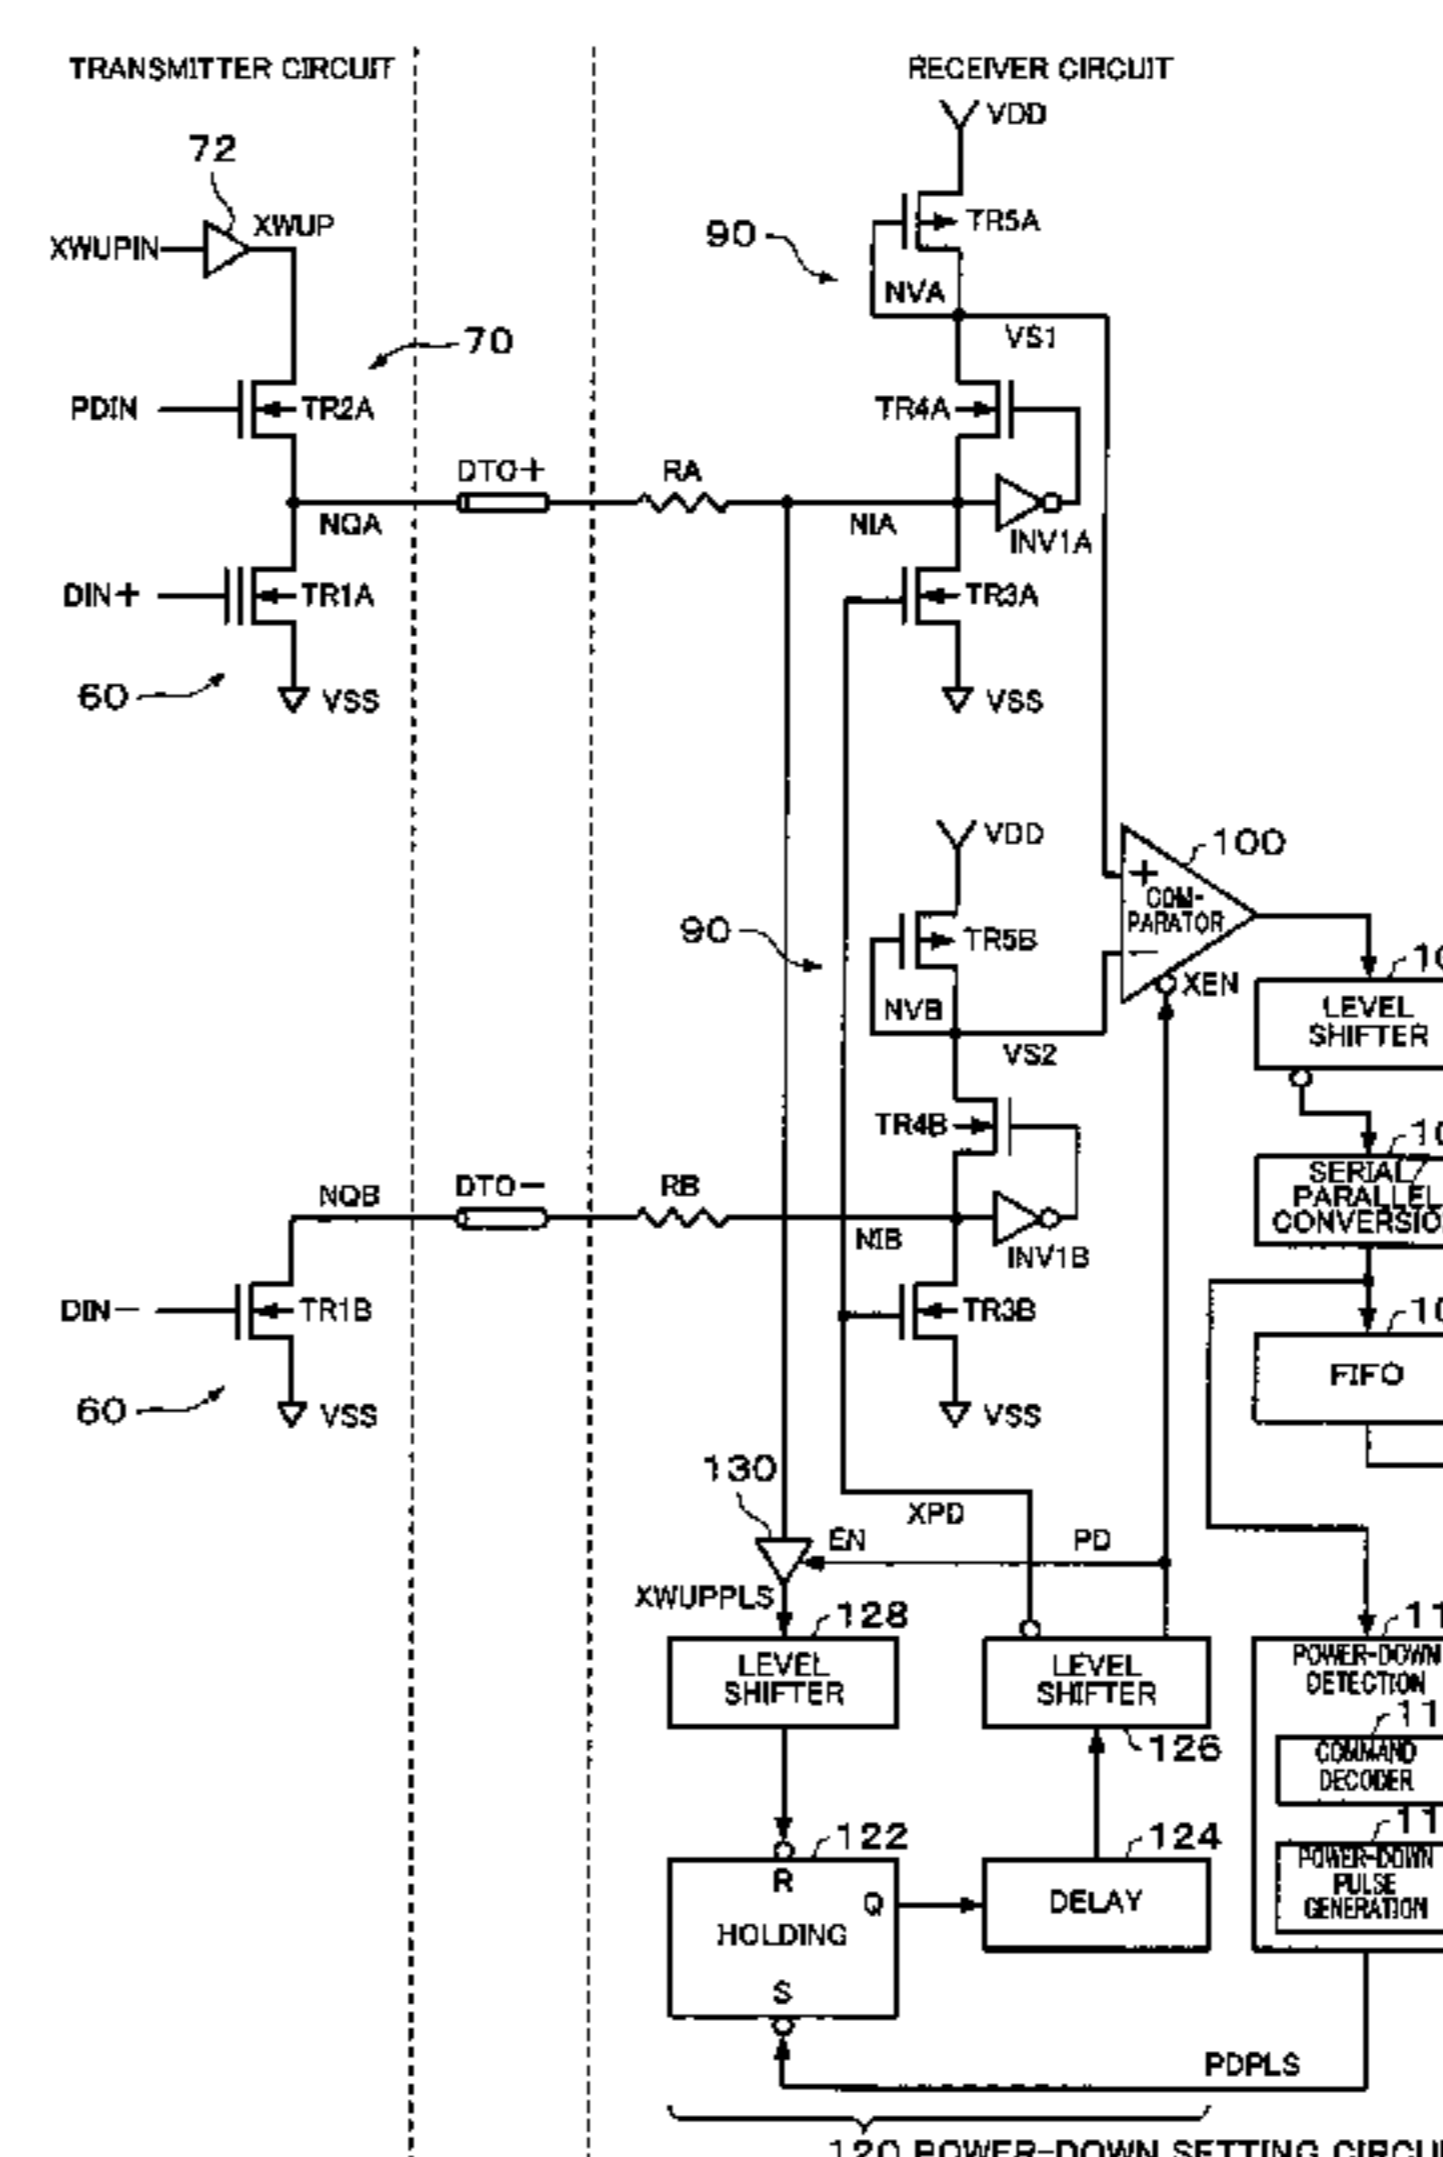 TRANSMITTER CIRCUIT
RECEIVER CIRCUIT
VDD
72
XWUPIN
XWUP
90
TR5A
NVA
VS1
70
PDIN
TR2A
TR4A
DTO+
RA
NQA
NIA
INV1A
DIN+
TR1A
TR3A
60
VSS
VSS
VDD
100
+
COM-
PARATOR
−
90
TR5B
XEN
NVB
VS2
LEVEL
SHIFTER
TR4B
SERIAL/
PARALLEL
NQB
DTO−
RB
NIB
INV1B
DIN−
TR1B
TR3B
FIFO
60
VSS
VSS
130
XPD
EN
PD
XWUPPLS
128
LEVEL
SHIFTER
LEVEL
SHIFTER
126
POWER-DOWN
DETECTION
COMMAND
DECODER
122
R
Q
HOLDING
S
124
DELAY
POWER-DOWN
PULSE
GENERATION
PDPLS
120 POWER-DOWN SETTING